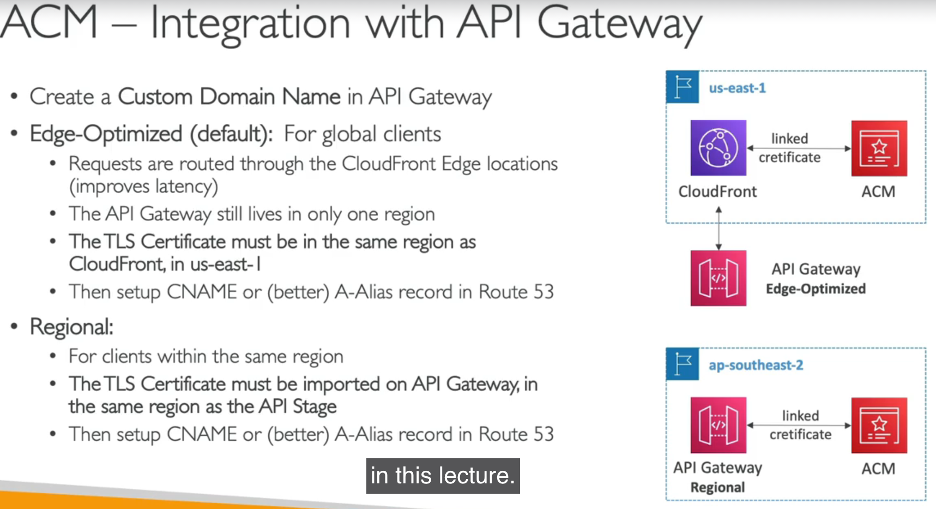 ACM – Integration with API Gateway
• Create a Custom Domain Name in API Gateway
• Edge-Optimized (default): For global clients
• Requests are routed through the CloudFront Edge locations
(improves latency)
• The API Gateway still lives in only one region
• The TLS Certificate must be in the same region as
CloudFront, in us-east-1
• Then setup CNAME or (better) A-Alias record in Route 53
• Regional:
• For clients within the same region
• The TLS Certificate must be imported on API Gateway, in
the same region as the API Stage
• Then setup CNAME or (better) A-Alias record in Route 53
us-east-1
linked
cretificate
CloudFront
ACM
API Gateway
Edge-Optimized
ap-southeast-2
linked
cretificate
API Gateway
Regional
ACM
in this lecture.